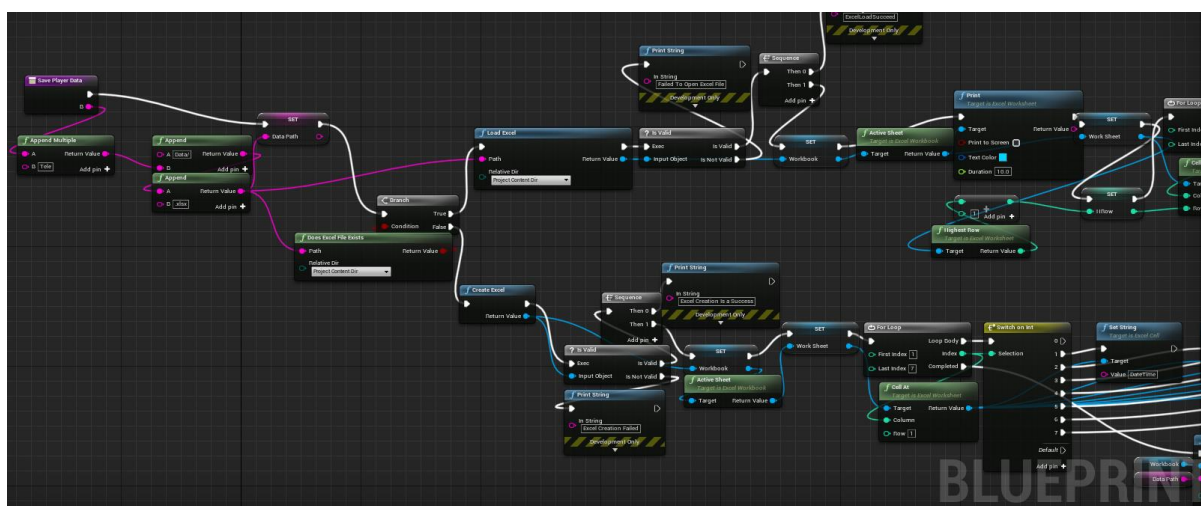 ExcelLoadSucceed
Development Only
Print String
In String
Failed To Open Excel File
Development Only
Sequence
Then 0
Then 1
Add pin +
Save Player Data
B
SET
Data Path
Append Multiple
A
Return Value
B Tele
Add pin +
Append
A Data/
Return Value
B
Add pin +
Append
A
Return Value
B .xlsx
Add pin +
Load Excel
Path
Return Value
Relative Dir
Project Content Dir
? Is Valid
Exec
Is Valid
Input Object
Is Not Valid
SET
Workbook
Active Sheet
Target is Excel Workbook
Target
Return Value
Print
Target is Excel Worksheet
Target
Return Value
Print to Screen
Text Color
Duration 10.0
SET
Work Sheet
For Loop
First Ind
Last Inde
Cell
Ta
Col
Ro
1
Add pin +
SET
HRow
Highest Row
Target is Excel Worksheet
Target
Return Value
Branch
True
Condition
False
Does Excel File Exists
Path
Return Value
Relative Dir
Project Content Dir
Create Excel
Return Value
Sequence
Then 0
Then 1
Add pin +
Print String
In String
Excel Creation Is a Success
Development Only
? Is Valid
Exec
Is Valid
Input Object
Is Not Valid
SET
Workbook
Active Sheet
Target is Excel Workbook
Target
Return Value
Print String
In String
Excel Creation Failed
Development Only
SET
Work Sheet
For Loop
Loop Body
First Index 1
Index
Last Index 7
Completed
Cell At
Target is Excel Worksheet
Target
Return Value
Column
Row 1
Switch on Int
0
Selection
1
2
3
4
5
6
7
Default
Add pin +
Set String
Target is Excel Cell
Target
Value DateTime
Workbook
Data Path
BLUEPRINT